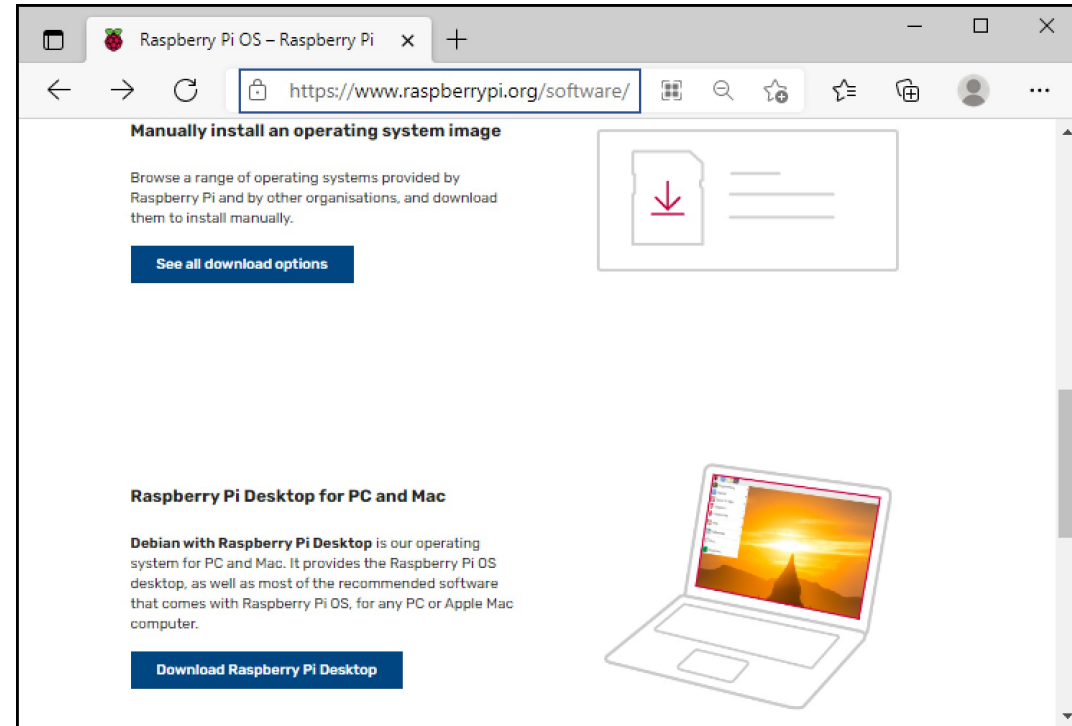 Raspberry Pi OS – Raspberry Pi
https://www.raspberrypi.org/software/
Manually install an operating system image
Browse a range of operating systems provided by
Raspberry Pi and by other organisations, and download
them to install manually.
See all download options
Raspberry Pi Desktop for PC and Mac
Debian with Raspberry Pi Desktop is our operating
system for PC and Mac. It provides the Raspberry Pi OS
desktop, as well as most of the recommended software
that comes with Raspberry Pi OS, for any PC or Apple Mac
computer.
Download Raspberry Pi Desktop